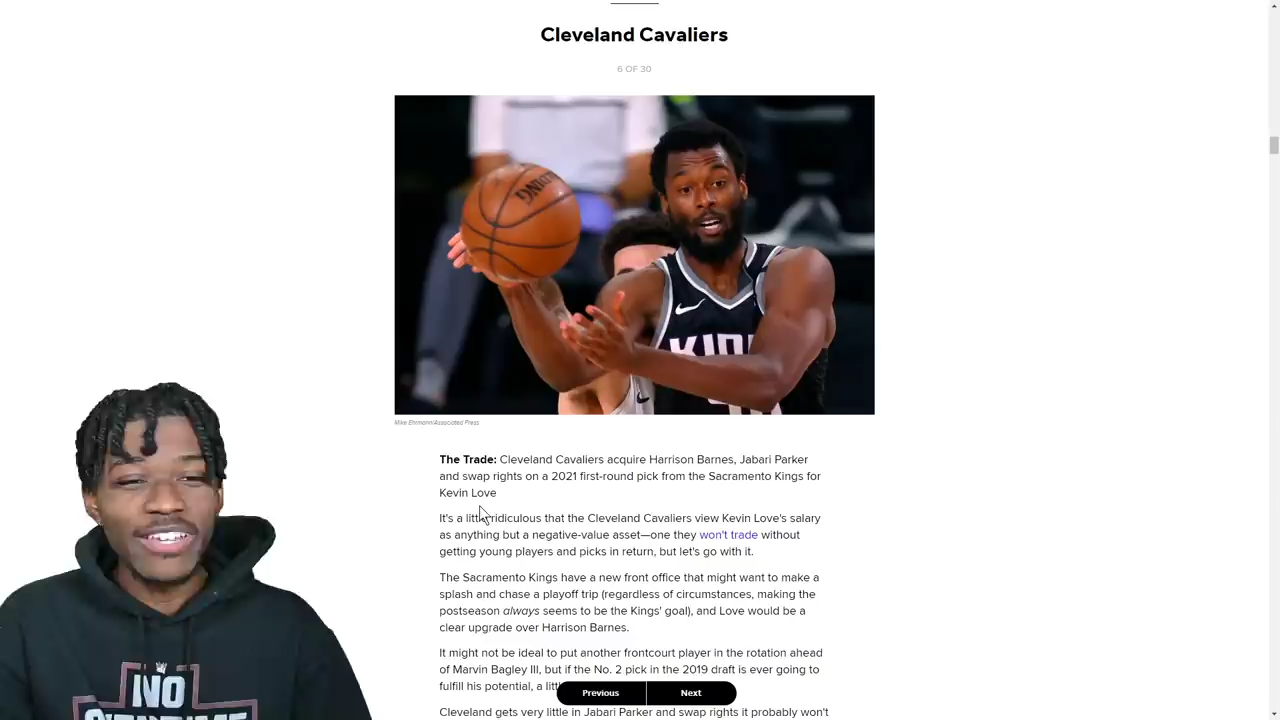 Cleveland Cavaliers
6 OF 30
Mike Ehrmann/Associated Press
The Trade: Cleveland Cavaliers acquire Harrison Barnes, Jabari Parker
and swap rights on a 2021 first-round pick from the Sacramento Kings for
Kevin Love
It's a little ridiculous that the Cleveland Cavaliers view Kevin Love's salary
as anything but a negative-value asset—one they won't trade without
getting young players and picks in return, but let's go with it.
The Sacramento Kings have a new front office that might want to make a
splash and chase a playoff trip (regardless of circumstances, making the
postseason always seems to be the Kings' goal), and Love would be a
clear upgrade over Harrison Barnes.
It might not be ideal to put another frontcourt player in the rotation ahead
of Marvin Bagley III, but if the No. 2 pick in the 2019 draft is ever going to
fulfill his potential, a
Previous
Next
Cleveland gets very little in Jabari Parker and swap rights it probably won't
NO